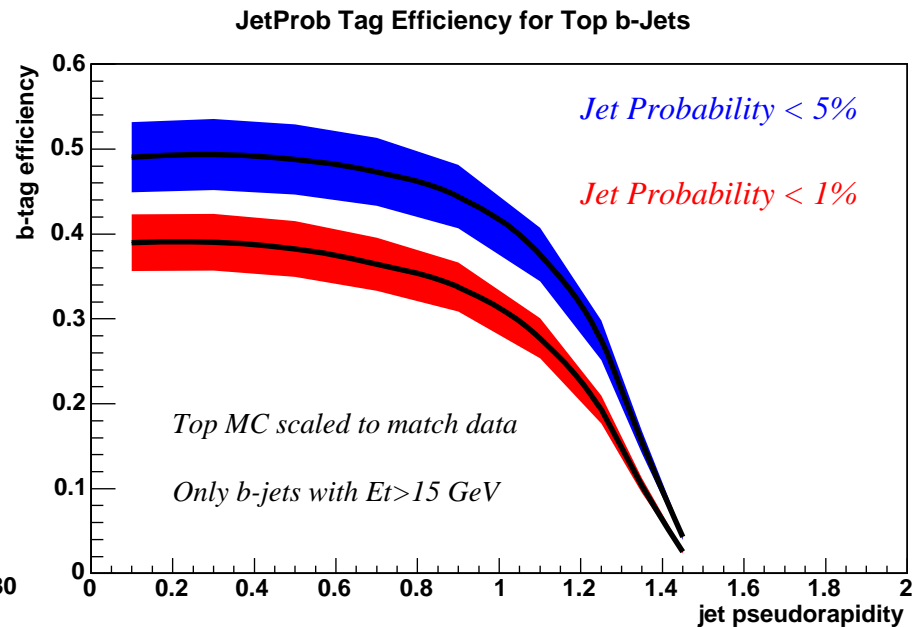 JetProb Tag Efficiency for Top b-Jets
b-tag efficiency
0.6
0.5
0.4
0.3
0.2
0.1
0
Jet Probability < 5%
Jet Probability < 1%
Top MC scaled to match data
Only b-jets with Et>15 GeV
80 0 0.2 0.4 0.6 0.8 1 1.2 1.4 1.6 1.8 2
jet pseudorapidity